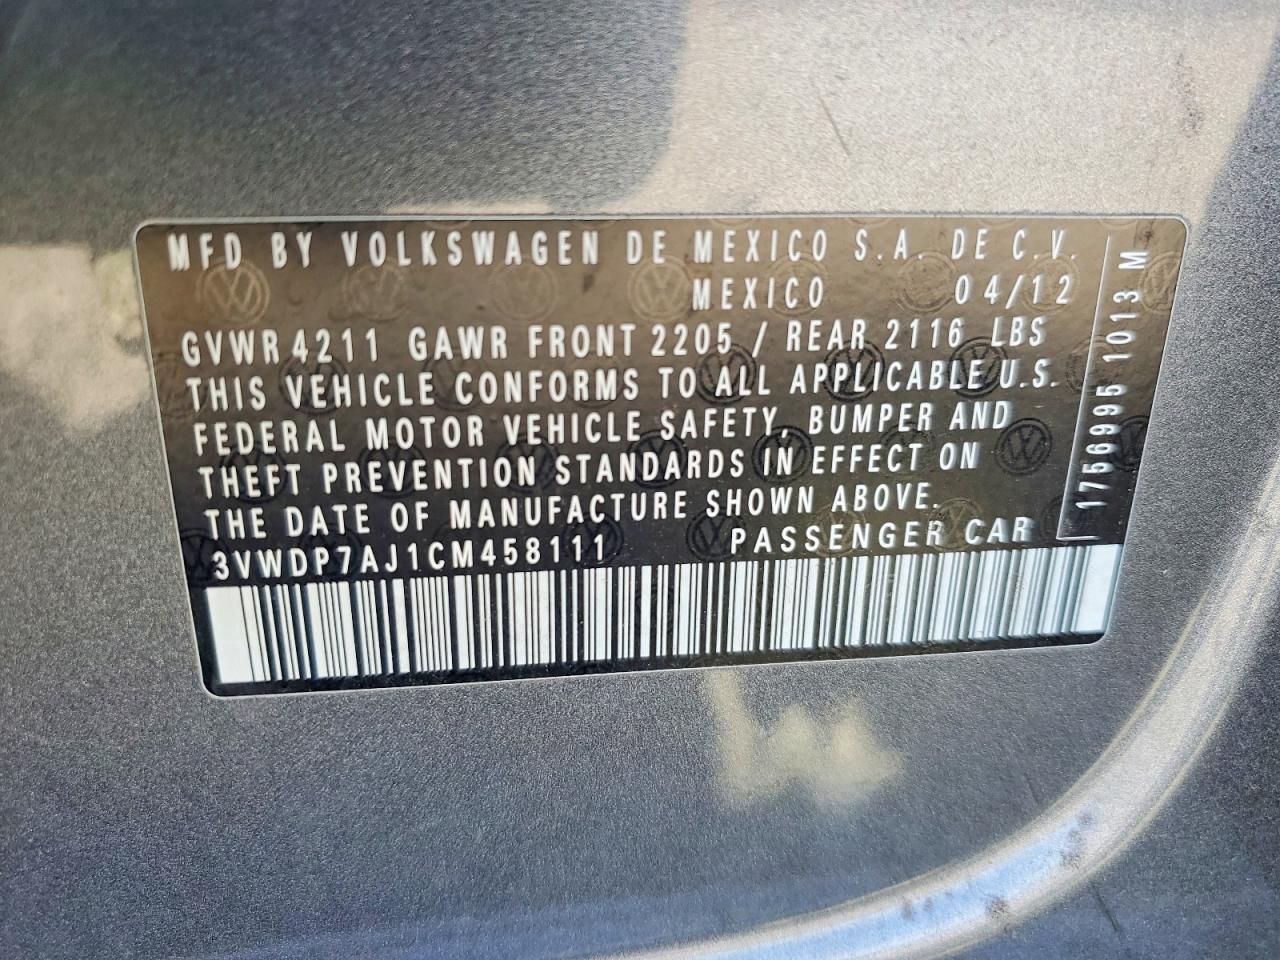 MFD BY VOLKSWAGEN DE MEXICO S.A. DE C.V.
MEXICO 04/12
GVWR 4211 GAWR FRONT 2205 / REAR 2116 LBS
THIS VEHICLE CONFORMS TO ALL APPLICABLE U.S.
FEDERAL MOTOR VEHICLE SAFETY, BUMPER AND
THEFT PREVENTION STANDARDS IN EFFECT ON
THE DATE OF MANUFACTURE SHOWN ABOVE.
3VWDP7AJ1CM458111 PASSENGER CAR
1756995 1013 M